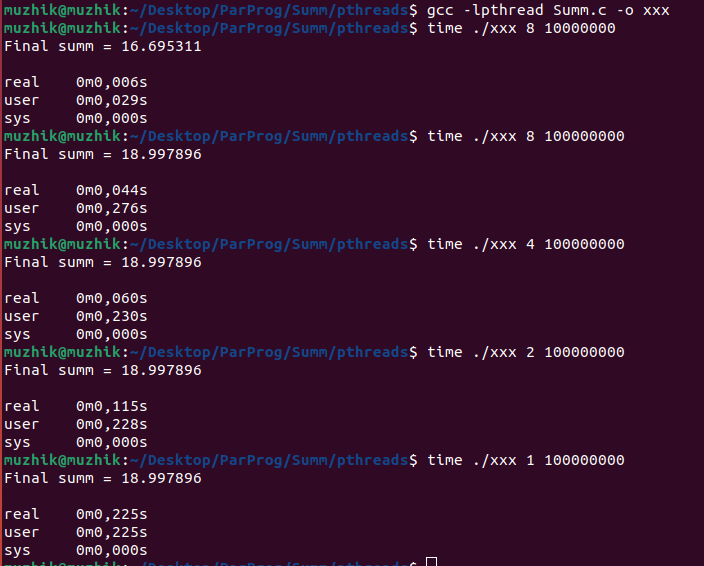 muzhik@muzhik:~/Desktop/ParProg/Summ/pthreads$ gcc -lpthread Summ.c -o xxx
muzhik@muzhik:~/Desktop/ParProg/Summ/pthreads$ time ./xxx 8 10000000
Final summ = 16.695311
real 0m0,006s
user 0m0,029s
sys 0m0,000s
muzhik@muzhik:~/Desktop/ParProg/Summ/pthreads$ time ./xxx 8 100000000
Final summ = 18.997896
real 0m0,044s
user 0m0,276s
sys 0m0,000s
muzhik@muzhik:~/Desktop/ParProg/Summ/pthreads$ time ./xxx 4 100000000
Final summ = 18.997896
real 0m0,060s
user 0m0,230s
sys 0m0,000s
muzhik@muzhik:~/Desktop/ParProg/Summ/pthreads$ time ./xxx 2 100000000
Final summ = 18.997896
real 0m0,115s
user 0m0,228s
sys 0m0,000s
muzhik@muzhik:~/Desktop/ParProg/Summ/pthreads$ time ./xxx 1 100000000
Final summ = 18.997896
real 0m0,225s
user 0m0,225s
sys 0m0,000s
muzhik@muzhik:~/Desktop/ParProg/Summ/pthreads$